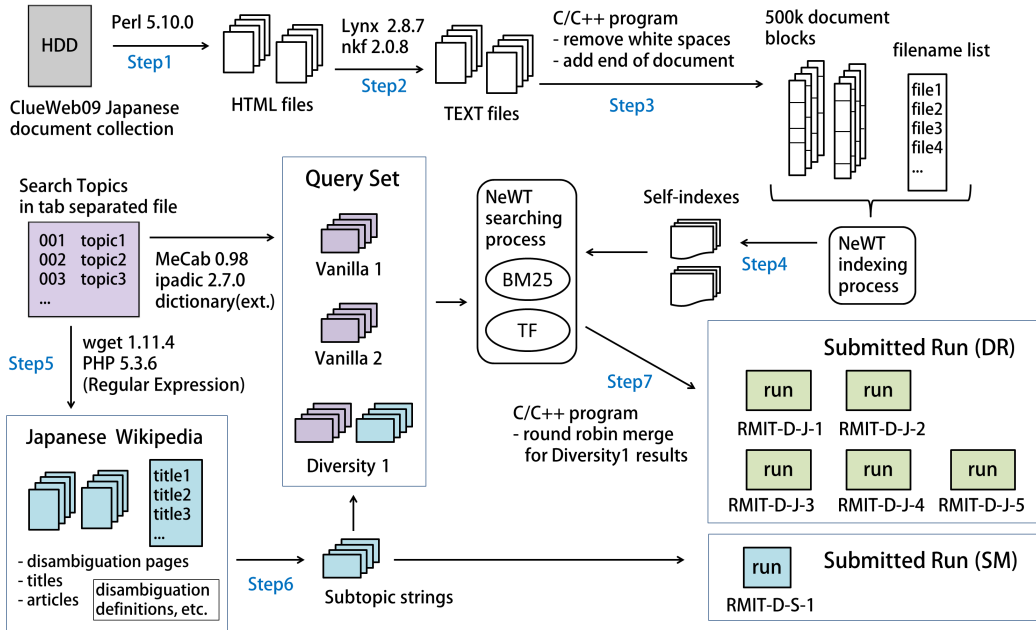 HDD
Perl 5.10.0
Step1
ClueWeb09 Japanese
document collection
HTML files
Lynx 2.8.7
nkf 2.0.8
Step2
TEXT files
C/C++ program
- remove white spaces
- add end of document
Step3
500k document
blocks
filename list
file1
file2
file3
file4
...
Search Topics
in tab separated file
001 topic1
002 topic2
003 topic3
...
MeCab 0.98
ipadic 2.7.0
dictionary(ext.)
Query Set
Vanilla 1
Vanilla 2
Diversity 1
NeWT
searching
process
BM25
TF
Self-indexes
Step4
NeWT
indexing
process
Step5
wget 1.11.4
PHP 5.3.6
(Regular Expression)
Japanese Wikipedia
title1
title2
title3
...
- disambiguation pages
- titles
- articles
disambiguation
definitions, etc.
Step6
Subtopic strings
Step7
C/C++ program
- round robin merge
for Diversity1 results
Submitted Run (DR)
run
run
RMIT-D-J-1
RMIT-D-J-2
run
run
run
RMIT-D-J-3
RMIT-D-J-4
RMIT-D-J-5
Submitted Run (SM)
run
RMIT-D-S-1